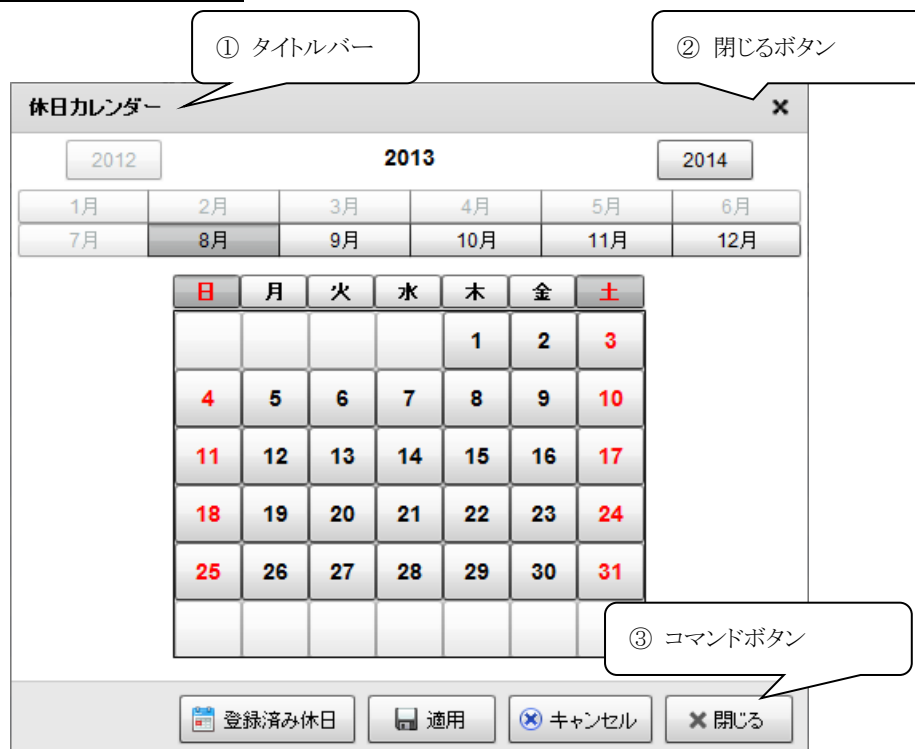 ① タイトルバー
② 閉じるボタン
休日カレンダー
2012 2013 2014
1月 2月 3月 4月 5月 6月
7月 8月 9月 10月 11月 12月
日 月 火 水 木 金 土
1 2 3
4 5 6 7 8 9 10
11 12 13 14 15 16 17
18 19 20 21 22 23 24
25 26 27 28 29 30 31
③ コマンドボタン
登録済み休日 適用 キャンセル 閉じる